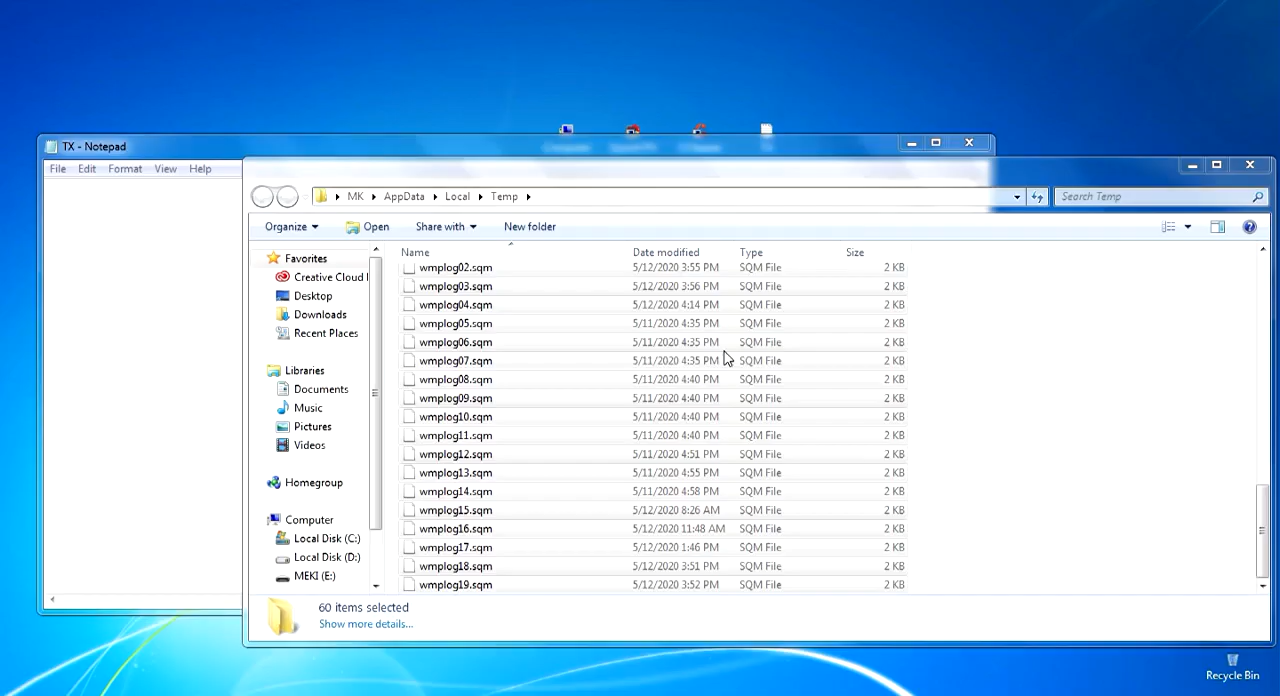 TX - Notepad
File Edit Format View Help
MK AppData Local Temp
Search Temp
Organize Open Share with New folder
Name Date modified Type Size
Favorites
Creative Cloud
Desktop
Downloads
Recent Places
Libraries
Documents
Music
Pictures
Videos
Homegroup
Computer
Local Disk (C:)
Local Disk (D:)
MEKI (E:)
wmplog02.sqm 5/12/2020 3:55 PM SQM File 2 KB
wmplog03.sqm 5/12/2020 3:56 PM SQM File 2 KB
wmplog04.sqm 5/12/2020 4:14 PM SQM File 2 KB
wmplog05.sqm 5/11/2020 4:35 PM SQM File 2 KB
wmplog06.sqm 5/11/2020 4:35 PM SQM File 2 KB
wmplog07.sqm 5/11/2020 4:35 PM SQM File 2 KB
wmplog08.sqm 5/11/2020 4:40 PM SQM File 2 KB
wmplog09.sqm 5/11/2020 4:40 PM SQM File 2 KB
wmplog10.sqm 5/11/2020 4:40 PM SQM File 2 KB
wmplog11.sqm 5/11/2020 4:40 PM SQM File 2 KB
wmplog12.sqm 5/11/2020 4:51 PM SQM File 2 KB
wmplog13.sqm 5/11/2020 4:55 PM SQM File 2 KB
wmplog14.sqm 5/11/2020 4:58 PM SQM File 2 KB
wmplog15.sqm 5/12/2020 8:26 AM SQM File 2 KB
wmplog16.sqm 5/12/2020 11:48 AM SQM File 2 KB
wmplog17.sqm 5/12/2020 1:46 PM SQM File 2 KB
wmplog18.sqm 5/12/2020 3:51 PM SQM File 2 KB
wmplog19.sqm 5/12/2020 3:52 PM SQM File 2 KB
60 items selected
Show more details...
Recycle Bin